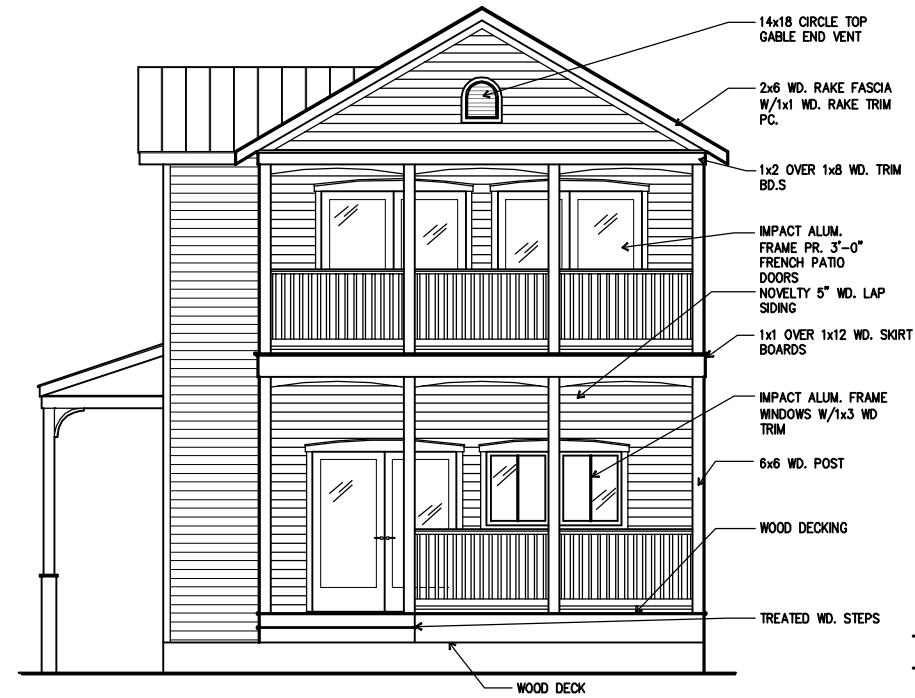 14x18 CIRCLE TOP
GABLE END VENT
2x6 WD. RAKE FASCIA
W/1x1 WD. RAKE TRIM
PC.
1x2 OVER 1x8 WD. TRIM
BD.S
IMPACT ALUM.
FRAME PR. 3'-0"
FRENCH PATIO
DOORS
NOVELTY 5" WD. LAP
SIDING
1x1 OVER 1x12 WD. SKIRT
BOARDS
IMPACT ALUM. FRAME
WINDOWS W/1x3 WD
TRIM
6x6 WD. POST
WOOD DECKING
TREATED WD. STEPS
WOOD DECK